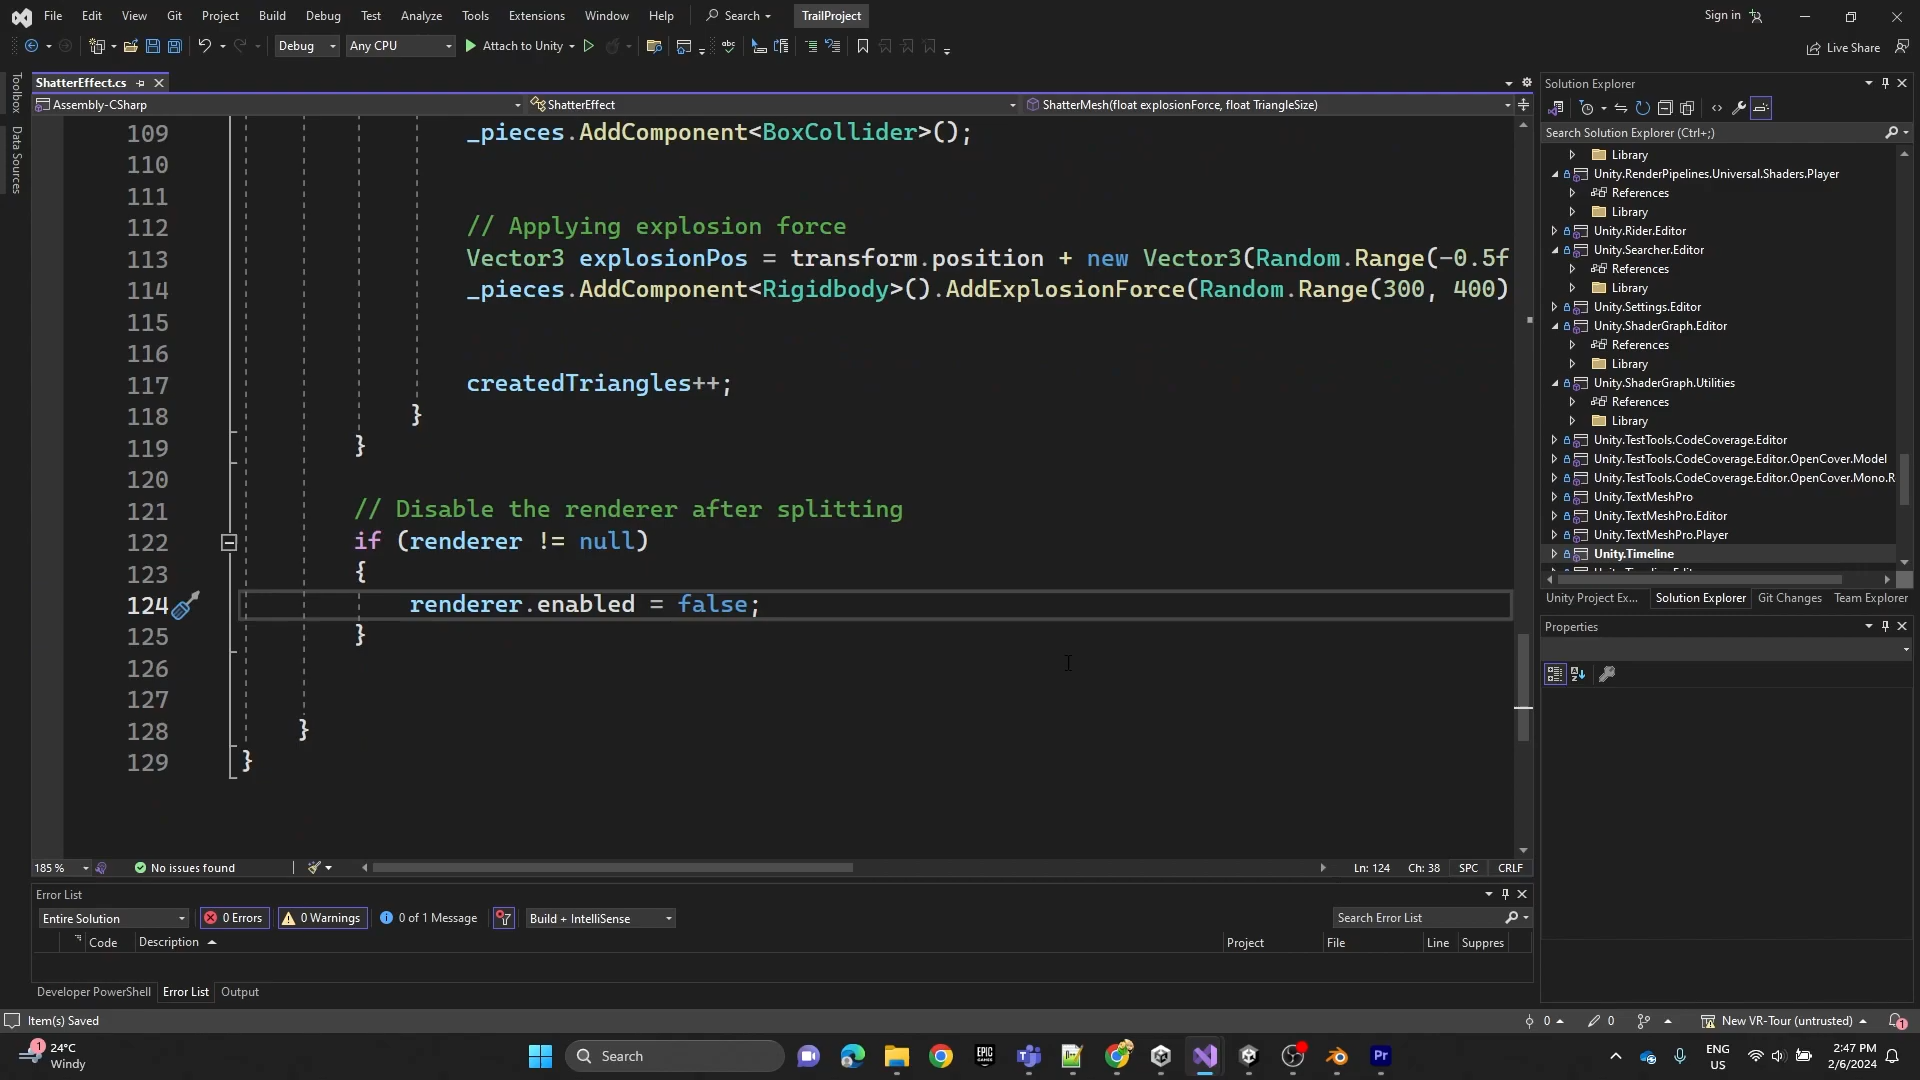 File Edit View Git Project Build Debug Test Analyze Tools Extensions Window Help Search TrailProject Sign in
Debug Any CPU Attach to Unity Live Share
Toolbox
Data Sources
ShatterEffect.cs
Assembly-CSharp ShatterEffect ShatterMesh(float explosionForce, float TriangleSize)
109 _pieces.AddComponent<BoxCollider>();
110
111
112 // Applying explosion force
113 Vector3 explosionPos = transform.position + new Vector3(Random.Range(-0.5f
114 _pieces.AddComponent<Rigidbody>().AddExplosionForce(Random.Range(300, 400)
115
116
117 createdTriangles++;
118 }
119 }
120
121 // Disable the renderer after splitting
122 if (renderer != null)
123 {
124 renderer.enabled = false;
125 }
126
127
128 }
129 }
185 % No issues found Ln: 124 Ch: 38 SPC CRLF
Error List
Entire Solution 0 Errors 0 Warnings 0 of 1 Message Build + IntelliSense Search Error List
Code Description Project File Line Suppres
Developer PowerShell Error List Output
Item(s) Saved 0 0 New VR-Tour (untrusted) 1
Solution Explorer
Search Solution Explorer (Ctrl+;)
Library
Unity.RenderPipelines.Universal.Shaders.Player
References
Library
Unity.Rider.Editor
Unity.Searcher.Editor
References
Library
Unity.Settings.Editor
Unity.ShaderGraph.Editor
References
Library
Unity.ShaderGraph.Utilities
References
Library
Unity.TestTools.CodeCoverage.Editor
Unity.TestTools.CodeCoverage.Editor.OpenCover.Model
Unity.TestTools.CodeCoverage.Editor.OpenCover.Mono.R
Unity.TextMeshPro
Unity.TextMeshPro.Editor
Unity.TextMeshPro.Player
Unity.Timeline
Unity Project Ex... Solution Explorer Git Changes Team Explorer
Properties
1 24°C
Windy
Search
EPIC GAMES
Pr
ENG
US
2:47 PM
2/6/2024